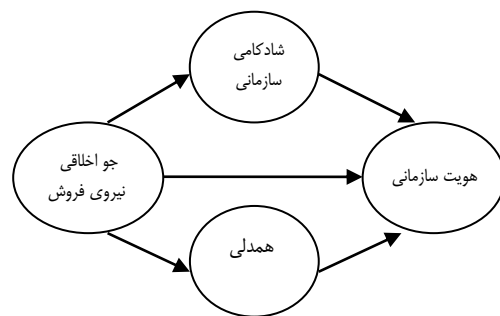 شادکامی
سازمانی
جو اخلاقی
نیروی فروش
هویت سازمانی
همدلی